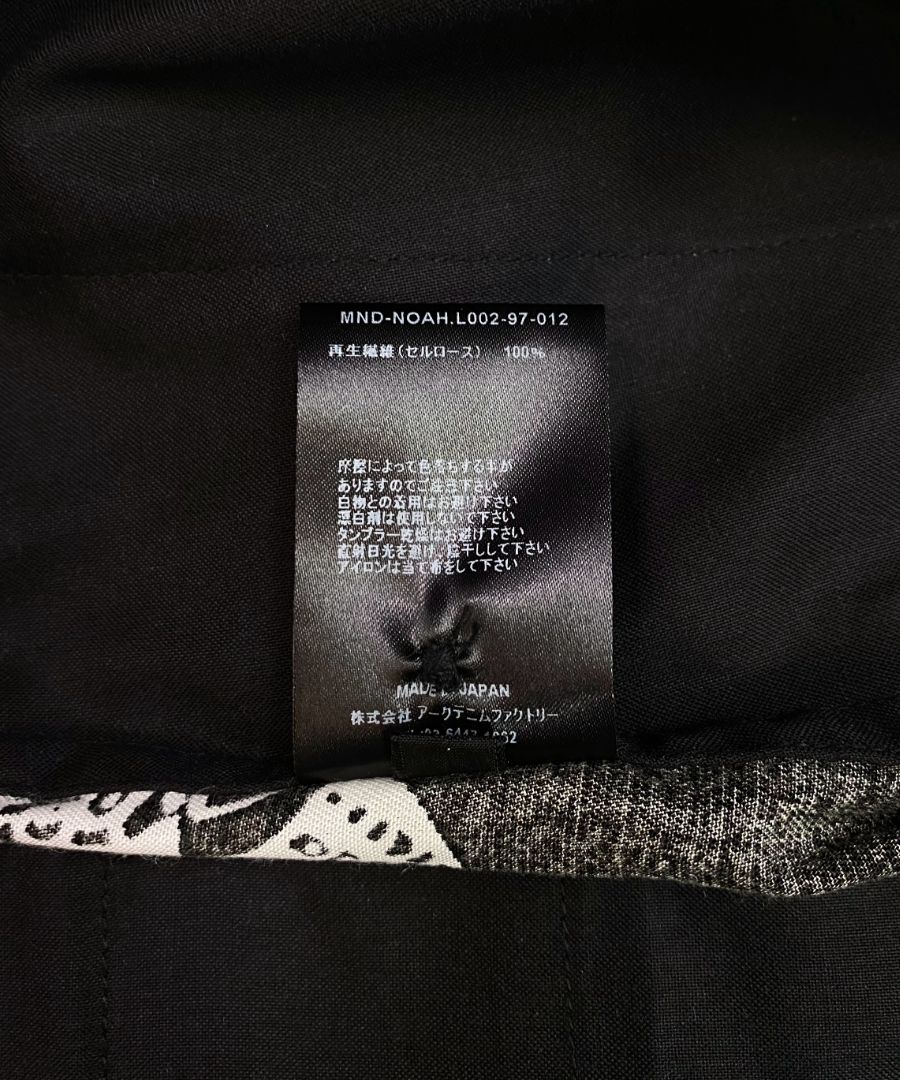 MND-NOAH.L002-97-012
再生繊維(セルロース) 100%
摩擦によって色落ちする事が
ありますのでご注意下さい
白物との着用はお避け下さい
漂白剤は使用しないで下さい
タンブラー乾燥はお避け下さい
直射日光を避け、陰干しして下さい
アイロンは当て布をして下さい
MADE JAPAN
株式会社 アークデニムファクトリー